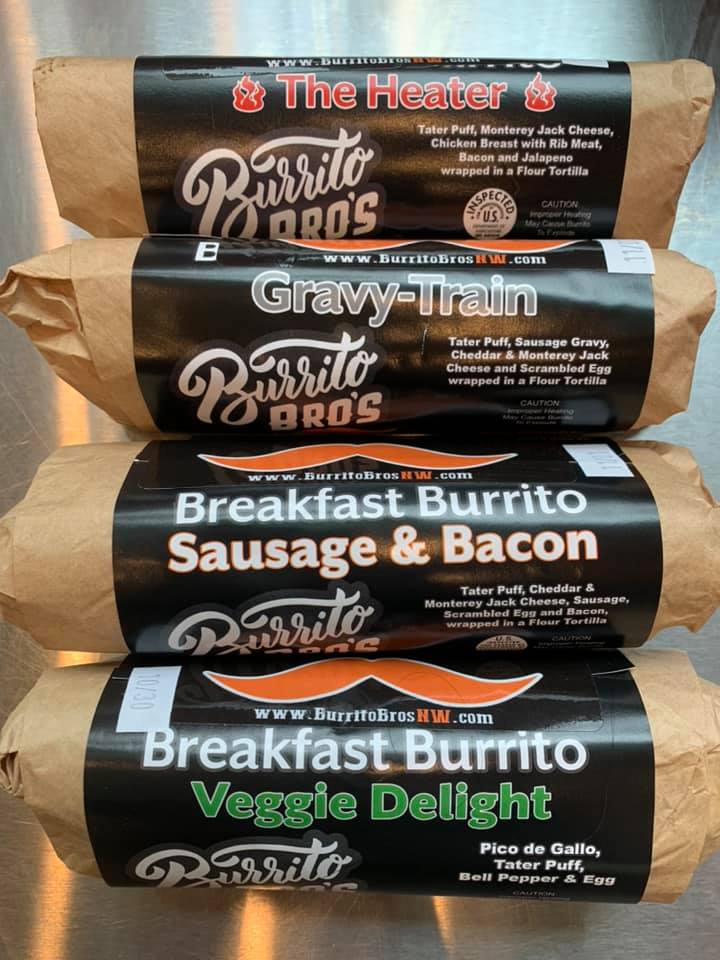 www.BurritoBrosNW.com
The Heater
Tater Puff, Monterey Jack Cheese,
Chicken Breast with Rib Meat,
Bacon and Jalapeno
wrapped in a Flour Tortilla
Burrito
BRO'S
INSPECTED
U.S.
CAUTION
Improper Heating
May Cause Burrito
To Explode
B
www.BurritoBrosNW.com
11/
Gravy-Train
Tater Puff, Sausage Gravy,
Cheddar & Monterey Jack
Cheese and Scrambled Egg
wrapped in a Flour Tortilla
Burrito
BRO'S
CAUTION
Improper Heating
May Cause Burrito
To Explode
www.BurritoBrosNW.com
Breakfast Burrito
Sausage & Bacon
Tater Puff, Cheddar &
Monterey Jack Cheese, Sausage,
Scrambled Egg and Bacon,
wrapped in a Flour Tortilla
Burrito
BRO'S
U.S.
CAUTION
10/30
www.BurritoBrosNW.com
Breakfast Burrito
Veggie Delight
Pico de Gallo,
Tater Puff,
Bell Pepper & Egg
Burrito
BRO'S
CAUTION